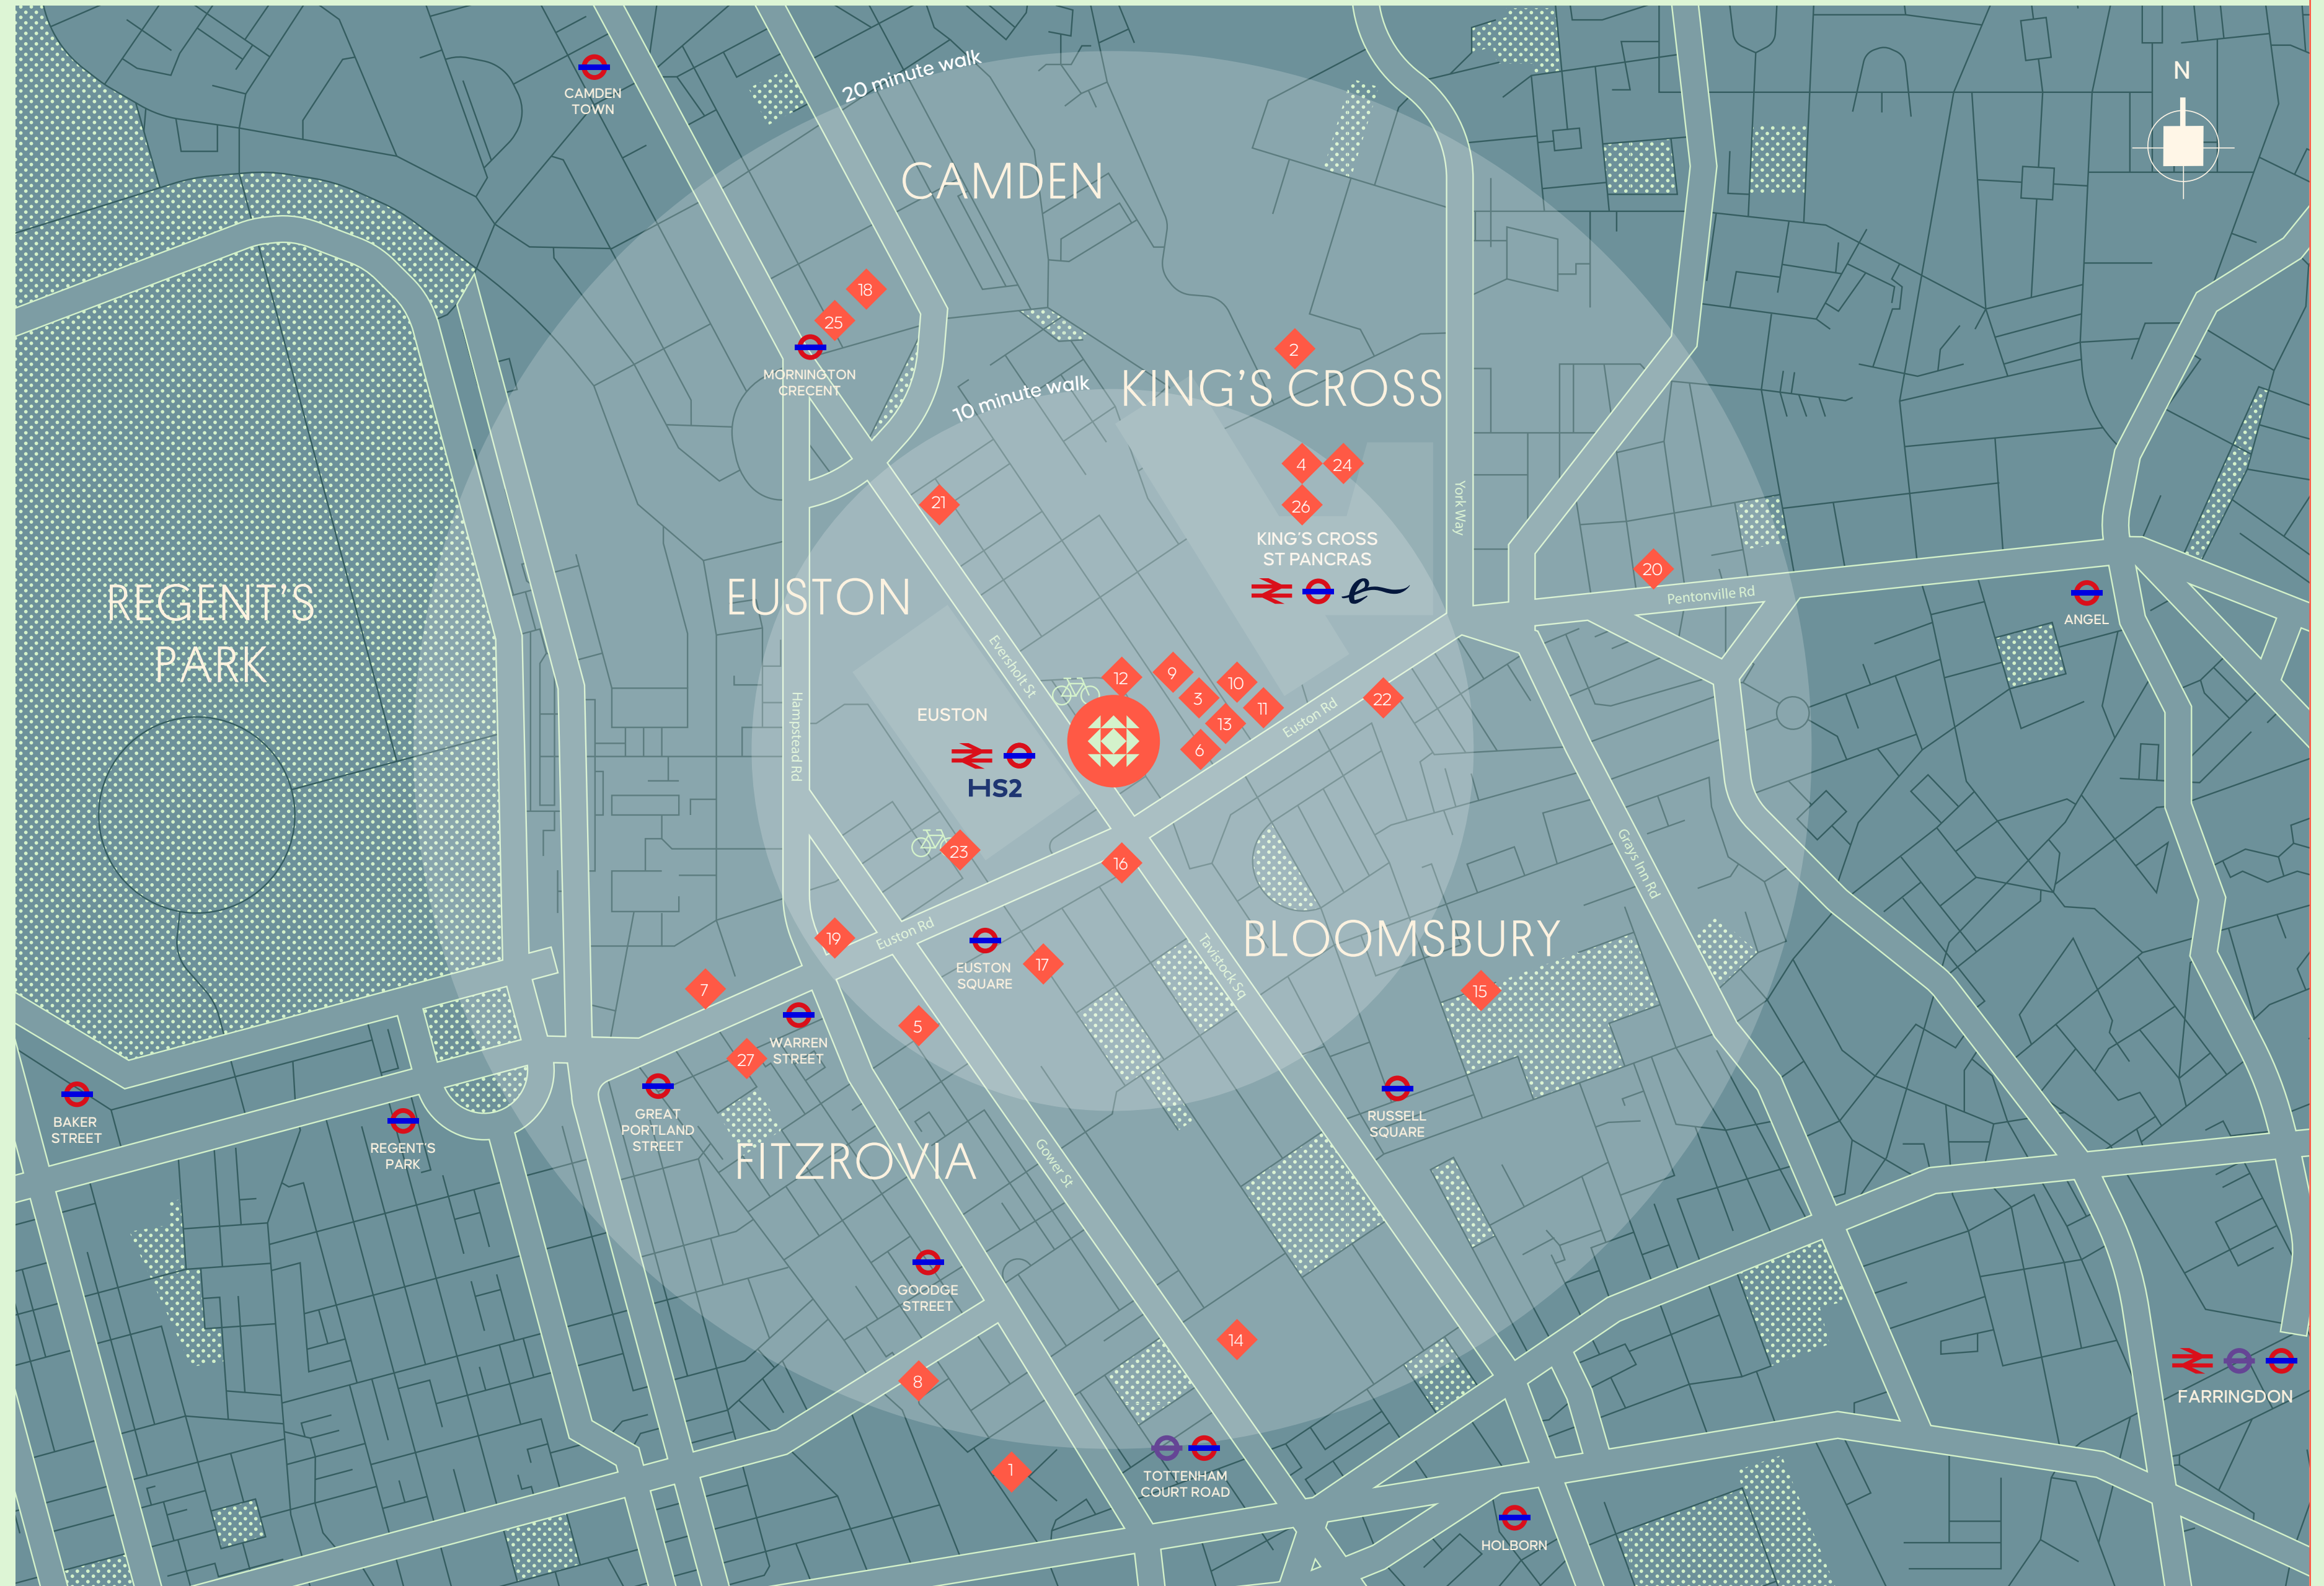 20 minute walk
N
CAMDEN
TOWN
CAMDEN
18
25
2
MORNINGTON
CRECENT
10 minute walk
KING'S CROSS
4
24
21
26
York Way
KING'S CROSS
ST PANCRAS
e
20
Pentonville Rd
ANGEL
REGENT'S
PARK
EUSTON
Eversholt St
12
9
10
3
11
22
13
6
Euston Rd
Hampstead Rd
EUSTON
HS2
23
16
Grays Inn Rd
19
Euston Rd
EUSTON
SQUARE
17
Tavistock Sq
BLOOMSBURY
15
7
WARREN
STREET
5
27
BAKER
STREET
REGENT'S
PARK
GREAT
PORTLAND
STREET
RUSSELL
SQUARE
FITZROVIA
Gower St
GOODGE
STREET
14
8
1
TOTTENHAM
COURT ROAD
FARRINGDON
HOLBORN